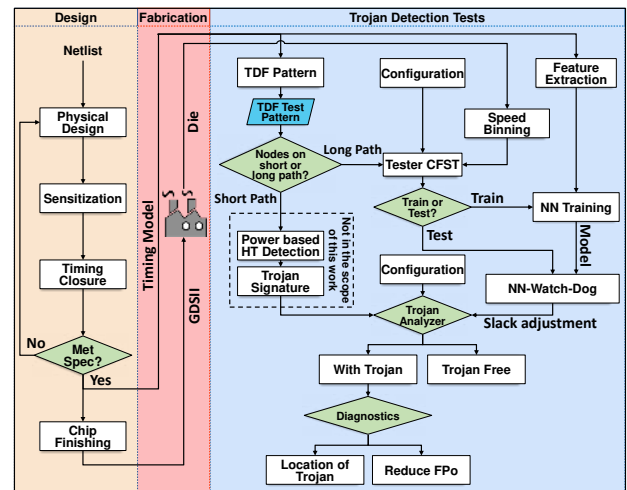 Design
Fabrication
Trojan Detection Tests
Netlist
Physical
Design
Sensitization
Timing
Closure
No
Met
Spec?
Yes
Chip
Finishing
Timing Model
Die
GDSII
TDF Pattern
TDF Test
Pattern
Nodes on
short or
long path?
Long Path
Short Path
Power based
HT Detection
Trojan
Signature
Not in the scope
of this work
Configuration
Speed
Binning
Feature
Extraction
Tester CFST
Train or
Test?
Train
Test
NN Training
Model
NN-Watch-Dog
Slack adjustment
Configuration
Trojan
Analyzer
With Trojan
Trojan Free
Diagnostics
Location of
Trojan
Reduce FPo